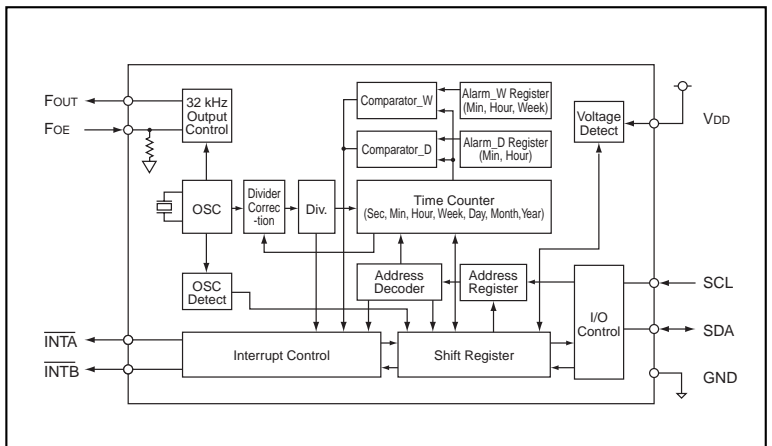 FOUT
FOE
32 kHz
Output
Control
Comparator_W
Alarm_W Register
(Min, Hour, Week)
Voltage
Detect
VDD
Comparator_D
Alarm_D Register
(Min, Hour)
OSC
Divider
Correc
-tion
Div.
Time Counter
(Sec, Min, Hour, Week, Day, Month,Year)
OSC
Detect
Address
Decoder
Address
Register
I/O
Control
SCL
SDA
GND
INTA
INTB
Interrupt Control
Shift Register